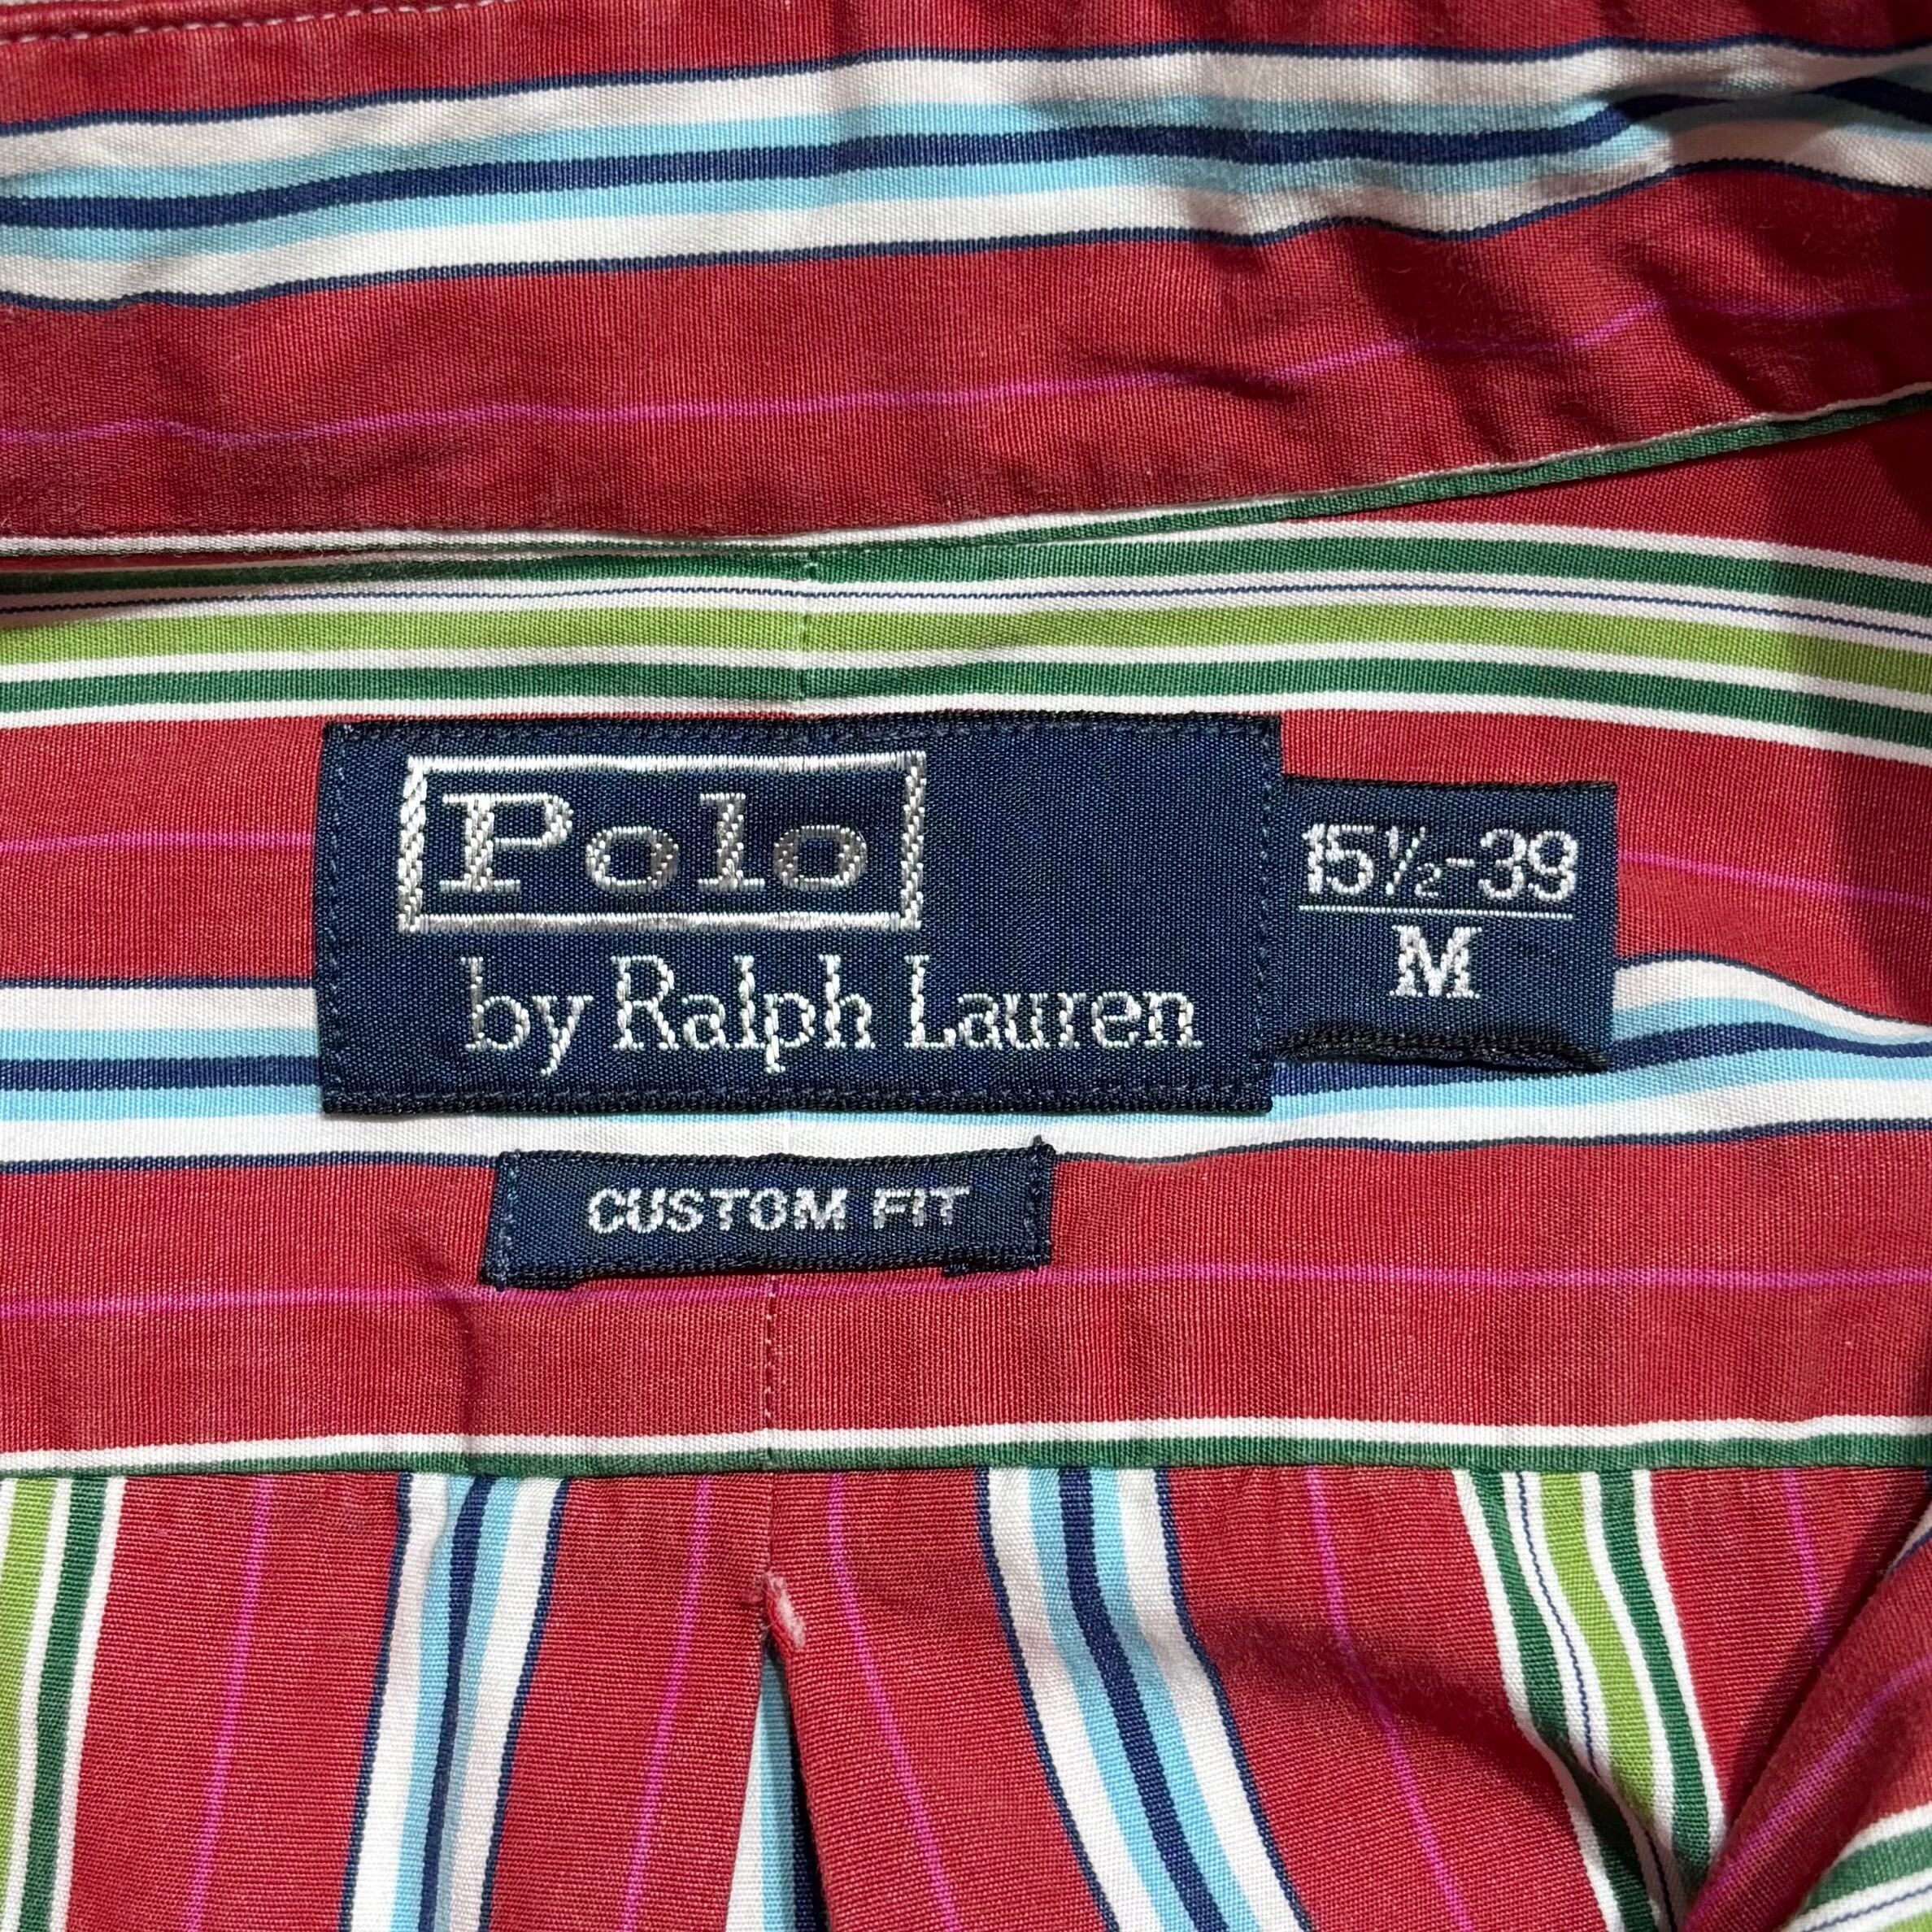 Polo
by Ralph Lauren
15½-39
M
CUSTOM FIT